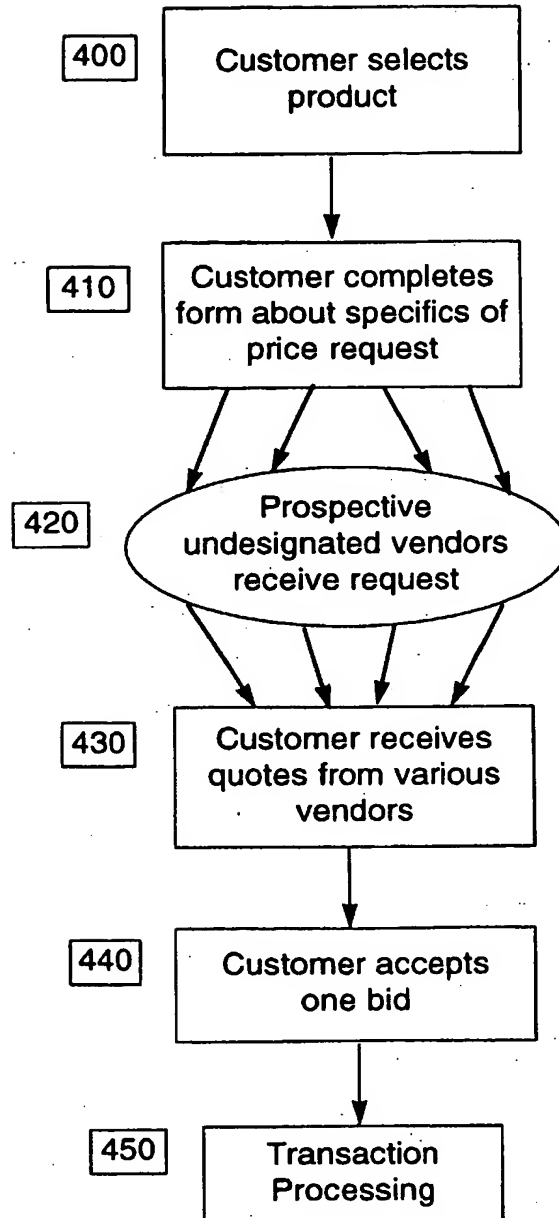 400
Customer selects
product
410
Customer completes
form about specifics of
price request
420
Prospective
undesignated vendors
receive request
430
Customer receives
quotes from various
vendors
440
Customer accepts
one bid
450
Transaction
Processing